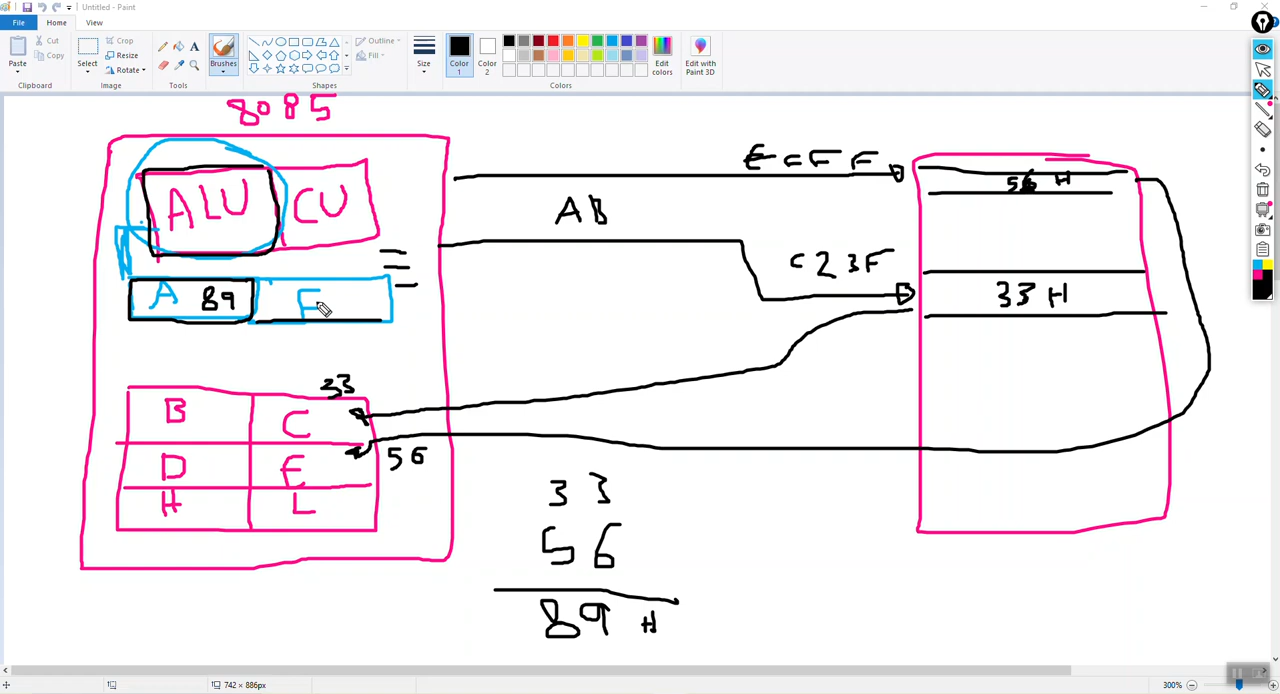 Untitled - Paint
File
Home
View
Paste
Cut
Copy
Clipboard
Select
Crop
Resize
Rotate
Image
A
Tools
Brushes
Shapes
Outline
Fill
Size
Color 1
Color 2
Edit colors
Edit with Paint 3D
Colors
8085
ALU
CU
A 89
F
B
C
33
D
E
56
H
L
AB
C23F
56 H
33 H
33
56
89 H
742 × 886px
300%